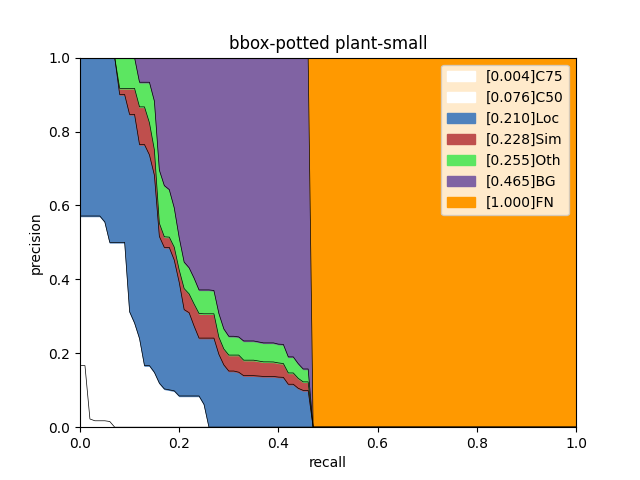 bbox-potted plant-small
1.0
0.8
0.6
0.4
0.2
0.0
precision
[0.004]C75
[0.076]C50
[0.210]Loc
[0.228]Sim
[0.255]Oth
[0.465]BG
[1.000]FN
0.0 0.2 0.4 0.6 0.8 1.0
recall